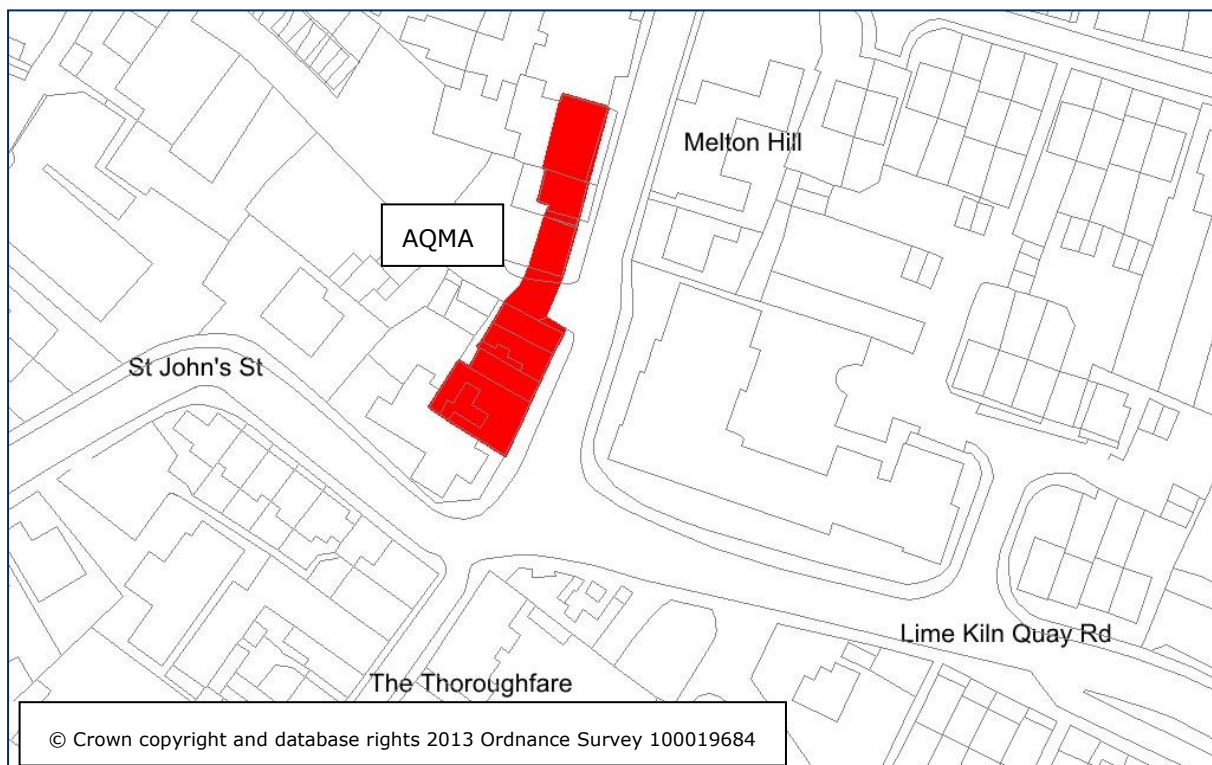 Melton Hill
AQMA
St John's St
Lime Kiln Quay Rd
The Thoroughfare
© Crown copyright and database rights 2013 Ordnance Survey 100019684